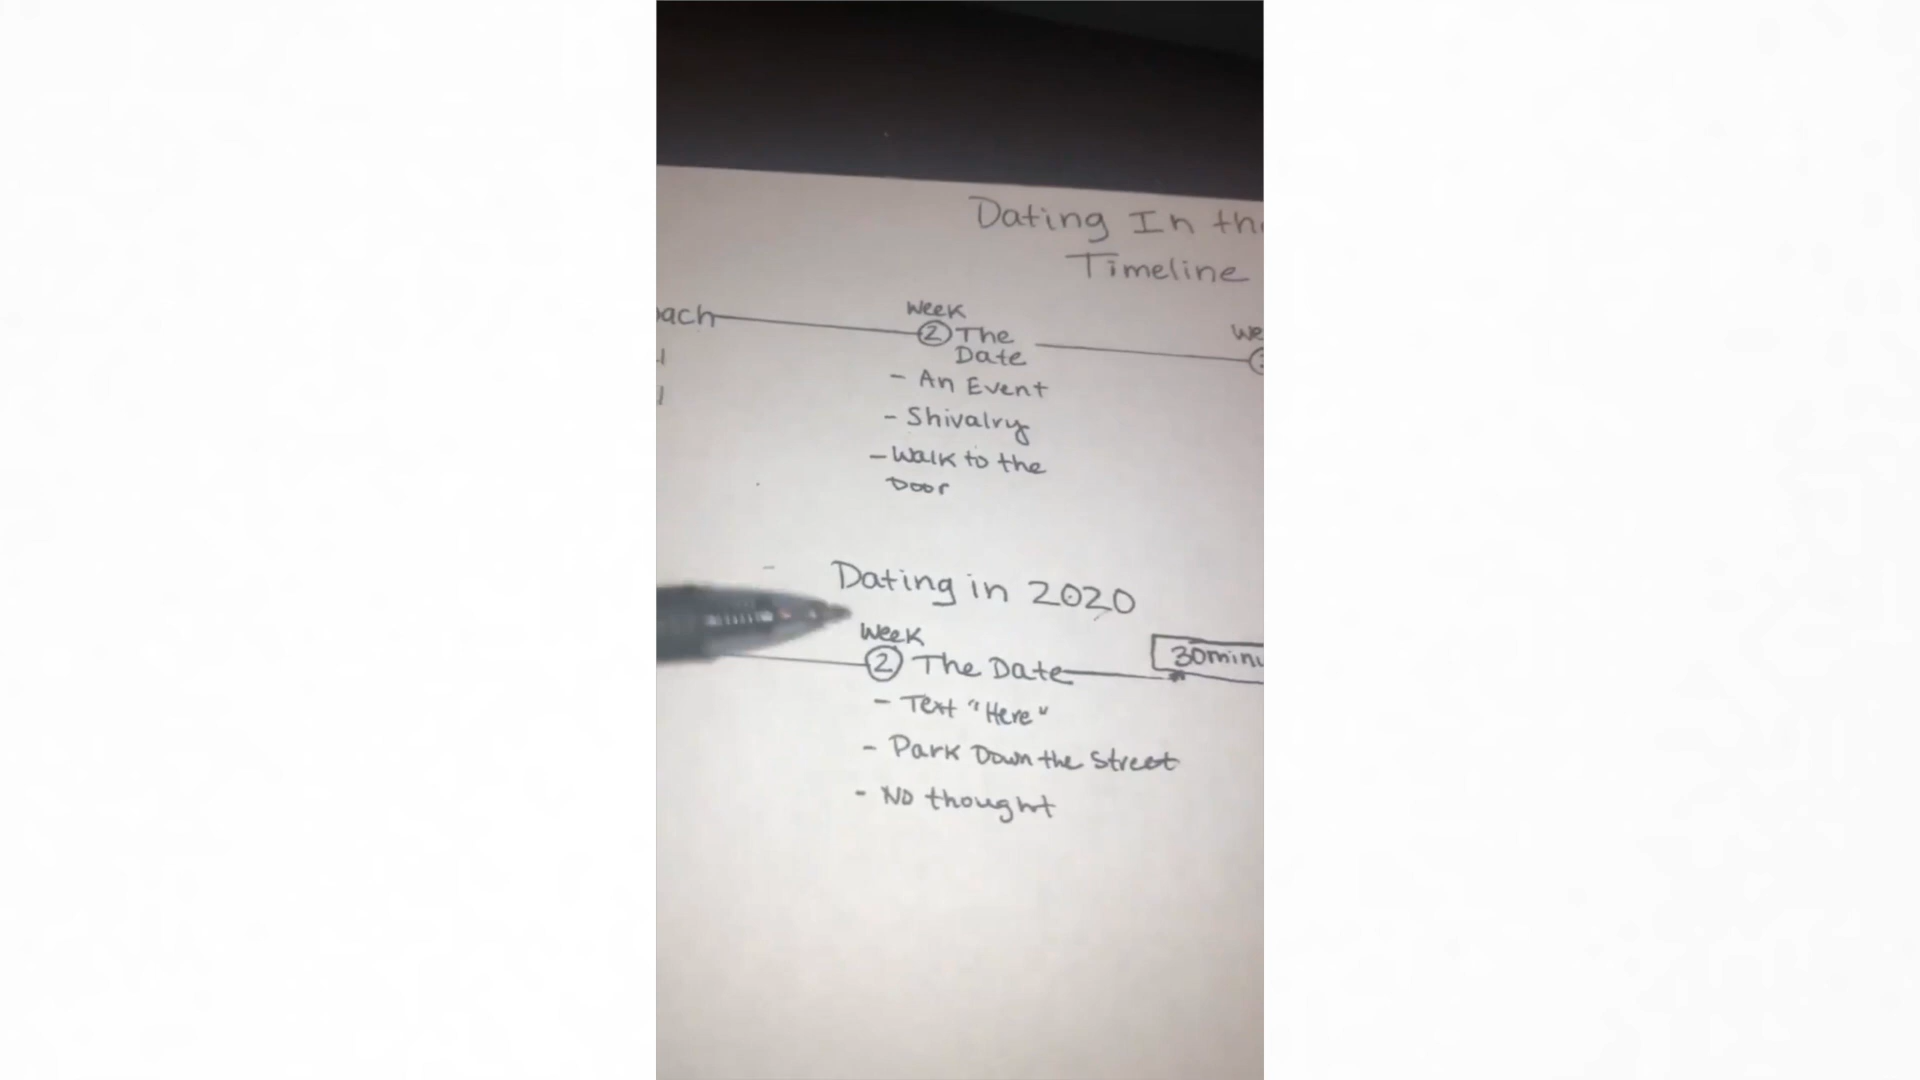 Dating In th
Timeline
oach
Week
② The
Date
We
- An Event
- Shivalry
- Walk to the
Door
Dating in 2020
Week
② The Date
30minu
- Text "Here"
- Park Down the Street
- No thought